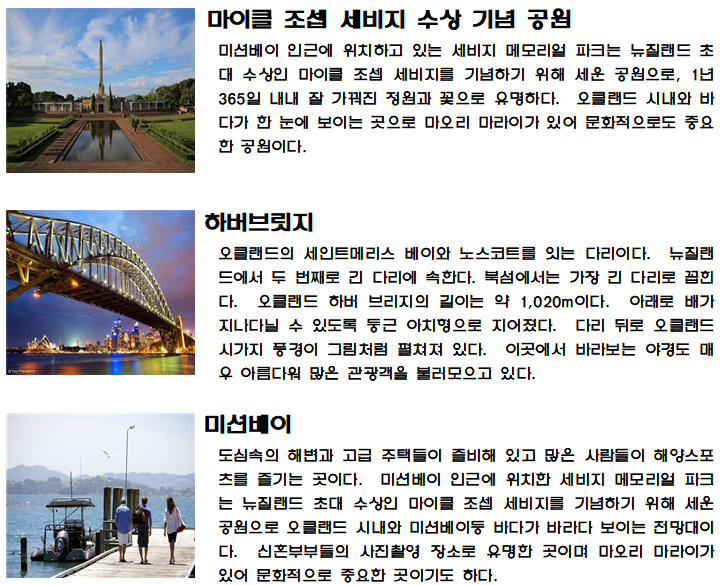 마이클 조셉 세비지 수상 기념 공원
미션베이 인근에 위치하고 있는 세비지 메모리얼 파크는 뉴질랜드 초
대 수상인 마이클 조셉 세비지를 기념하기 위해 세운 공원으로, 1년
365일 내내 잘 가꿔진 정원과 꽃으로 유명하다. 오클랜드 시내와 바
다가 한 눈에 보이는 곳으로 마오리 마라이가 있어 문화적으로도 중요
한 공원이다.
하버브릿지
오클랜드의 세인트메리스 베이와 노스코트를 잇는 다리이다. 뉴질랜
드에서 두 번째로 긴 다리에 속한다. 북섬에서는 가장 긴 다리로 꼽힌
다. 오클랜드 하버 브리지의 길이는 약 1,020m이다. 아래로 배가
지나다닐 수 있도록 둥근 아치형으로 지어졌다. 다리 뒤로 오클랜드
시가지 풍경이 그림처럼 펼쳐져 있다. 이곳에서 바라보는 야경도 매
우 아름다워 많은 관광객을 불러모으고 있다.
미션베이
도심속의 해변과 고급 주택들이 즐비해 있고 많은 사람들이 해양스포
츠를 즐기는 곳이다. 미션베이 인근에 위치한 세비지 메모리얼 파크
는 뉴질랜드 초대 수상인 마이클 조셉 세비지를 기념하기 위해 세운
공원으로 오클랜드 시내와 미션베이등 바다가 바라다 보이는 전망대이
다. 신혼부부들의 사진촬영 장소로 유명한 곳이며 마오리 마라이가
있어 문화적으로 중요한 곳이기도 하다.